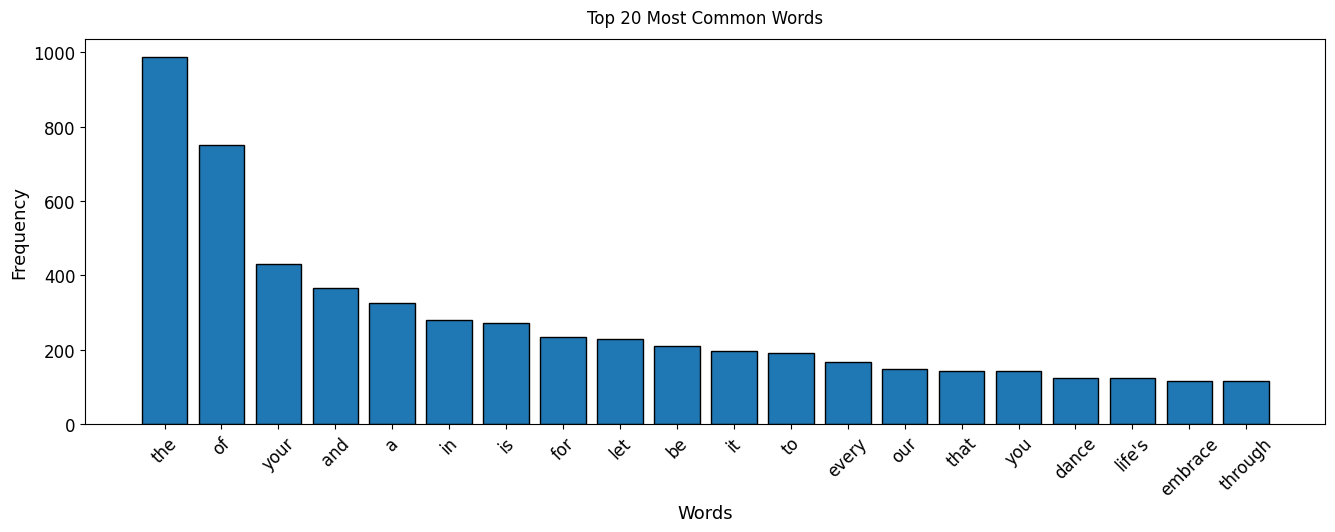 Top 20 Most Common Words
1000
800
600
400
200
0
Frequency
the of your and a in is for let be it to every our that you dance life's embrace through
Words